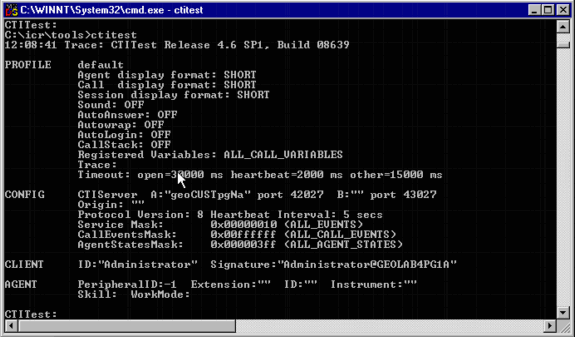 C:\WINNT\System32\cmd.exe - ctitest
CTITest:
C:\icr\tools>ctitest
12:08:41 Trace: CTITest Release 4.6 SP1, Build 08639
PROFILE default
Agent display format: SHORT
Call display format: SHORT
Session display format: SHORT
Sound: OFF
AutoAnswer: OFF
Autowrap: OFF
AutoLogin: OFF
CallStack: OFF
Registered Variables: ALL_CALL_VARIABLES
Trace:
Timeout: open=30000 ms heartbeat=2000 ms other=15000 ms
CONFIG CTIServer A:"geoCUSTpgNa" port 42027 B:"" port 43027
Origin: ""
Protocol Version: 8 Heartbeat Interval: 5 secs
Service Mask: 0x00000010 (ALL_EVENTS)
CallEventsMask: 0x00ffffff (ALL_CALL_EVENTS)
AgentStatesMask: 0x000003ff (ALL_AGENT_STATES)
CLIENT ID:"Administrator" Signature:"Administrator@GEOLAB4PG1A"
AGENT PeripheralID:-1 Extension:"" ID:"" Instrument:""
Skill: WorkMode:
CTITest: